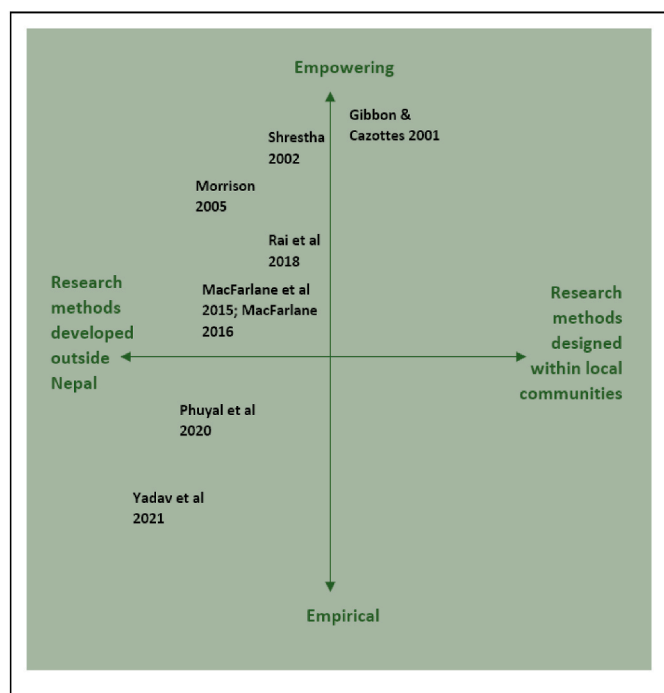 Empowering
Gibbon &
Cazottes 2001
Shrestha
2002
Morrison
2005
Rai et al
2018
MacFarlane et al
2015; MacFarlane
2016
Research
methods
developed
outside
Nepal
Research
methods
designed
within local
communities
Phuyal et al
2020
Yadav et al
2021
Empirical